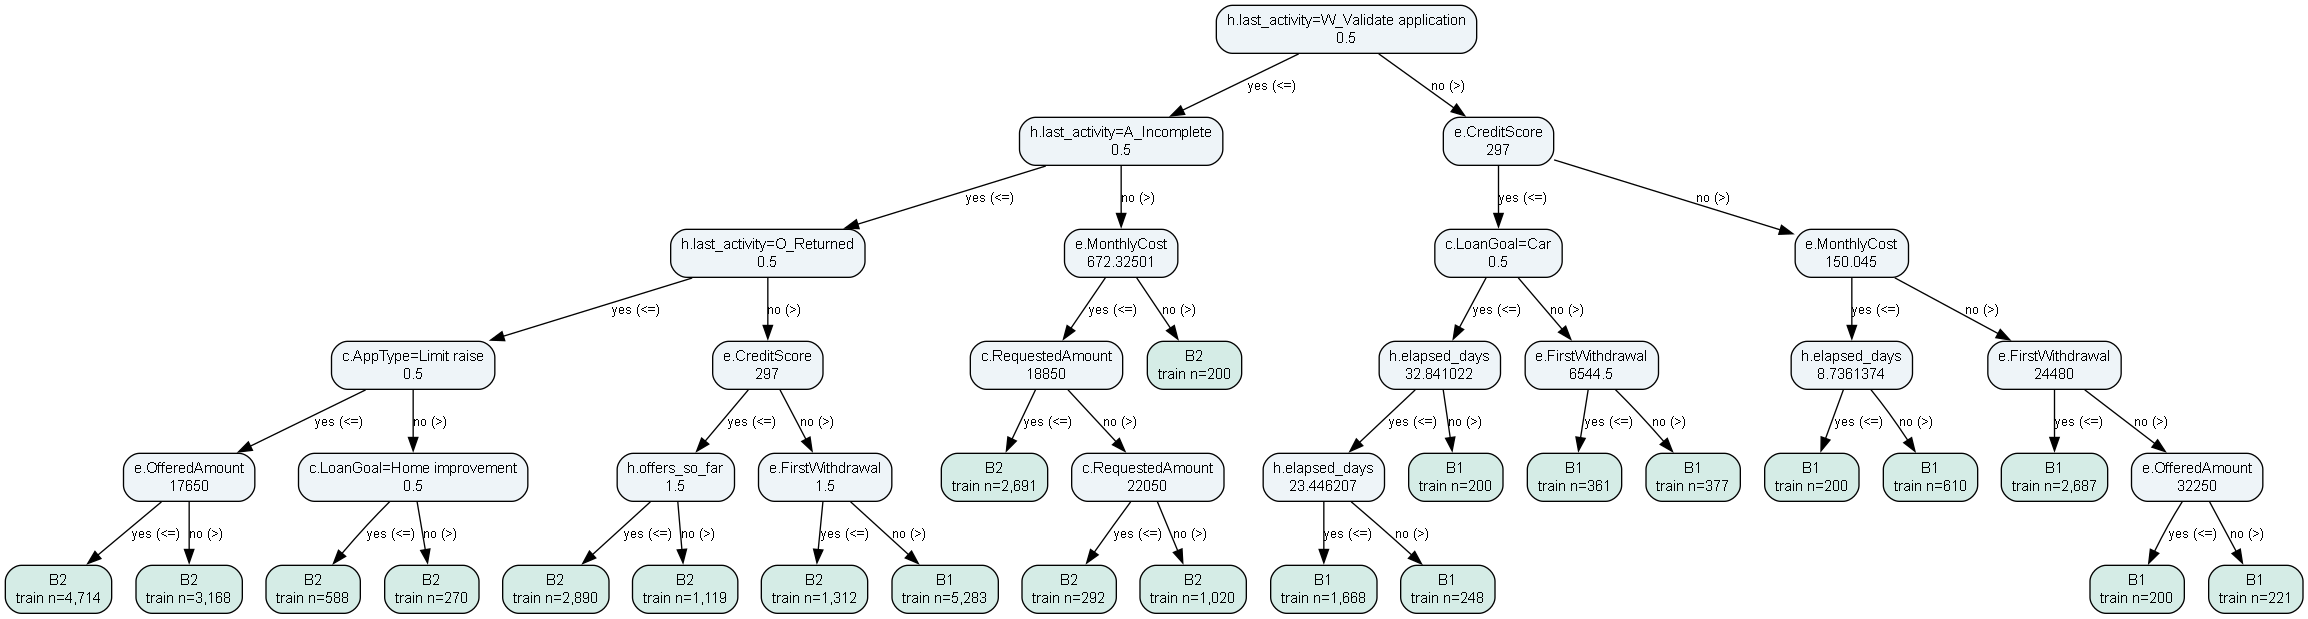 h.last_activity=W_Validate application
0.5
yes (<=)
no (>)
h.last_activity=A_Incomplete
0.5
e.CreditScore
297
yes (<=)
no (>)
yes (<=)
no (>)
h.last_activity=O_Returned
0.5
e.MonthlyCost
672.32501
c.LoanGoal=Car
0.5
e.MonthlyCost
150.045
yes (<=)
no (>)
yes (<=)
no (>)
yes (<=)
no (>)
yes (<=)
no (>)
c.AppType=Limit raise
0.5
e.CreditScore
297
c.RequestedAmount
18850
B2
train n=200
h.elapsed_days
32.841022
e.FirstWithdrawal
6544.5
h.elapsed_days
8.7361374
e.FirstWithdrawal
24480
yes (<=)
no (>)
yes (<=)
no (>)
yes (<=)
no (>)
yes (<=)
no (>)
yes (<=)
no (>)
yes (<=)
no (>)
yes (<=)
no (>)
e.OfferedAmount
17650
c.LoanGoal=Home improvement
0.5
h.offers_so_far
1.5
e.FirstWithdrawal
1.5
B2
train n=2,691
c.RequestedAmount
22050
h.elapsed_days
23.446207
B1
train n=200
B1
train n=361
B1
train n=377
B1
train n=200
B1
train n=610
B1
train n=2,687
e.OfferedAmount
32250
yes (<=)
no (>)
yes (<=)
no (>)
yes (<=)
no (>)
yes (<=)
no (>)
yes (<=)
no (>)
yes (<=)
no (>)
yes (<=)
no (>)
B2
train n=4,714
B2
train n=3,168
B2
train n=588
B2
train n=270
B2
train n=2,890
B2
train n=1,119
B2
train n=1,312
B1
train n=5,283
B2
train n=292
B2
train n=1,020
B1
train n=1,668
B1
train n=248
B1
train n=200
B1
train n=221